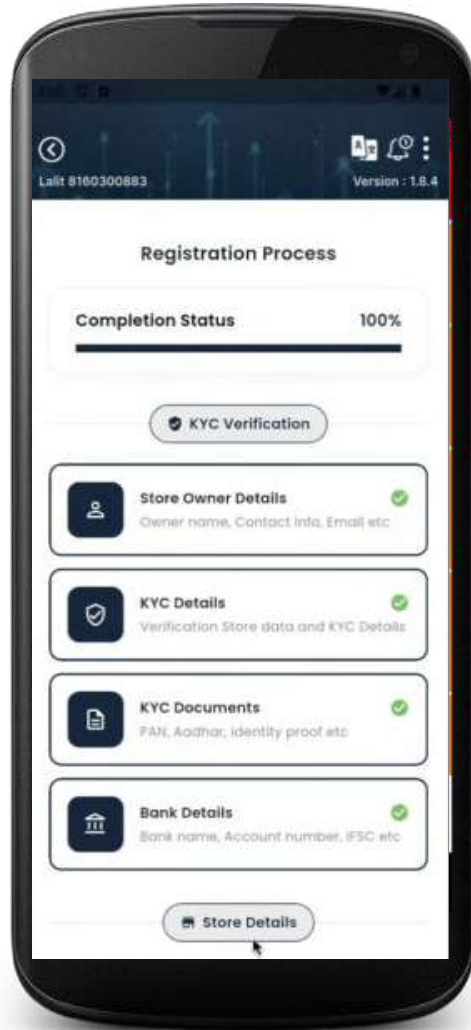 Lalit 8160300883
Version : 1.8.4
Registration Process
Completion Status 100%
KYC Verification
Store Owner Details
Owner name, Contact info, Email etc
KYC Details
Verification Store data and KYC Details
KYC Documents
PAN, Aadhar, identity proof etc
Bank Details
Bank name, Account number, IFSC etc
Store Details